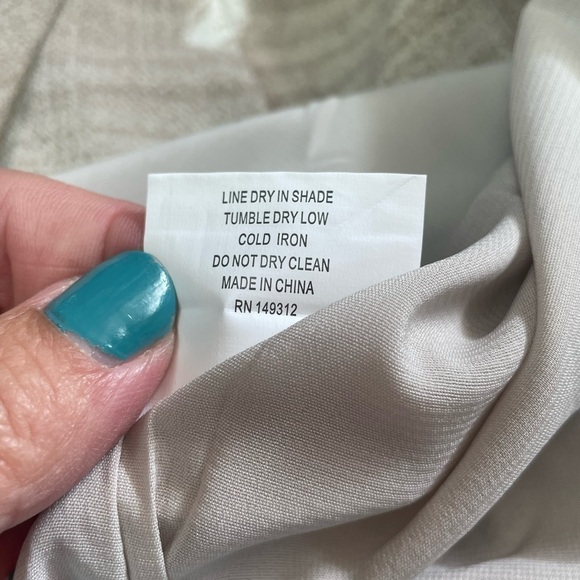 LINE DRY IN SHADE
TUMBLE DRY LOW
COLD IRON
DO NOT DRY CLEAN
MADE IN CHINA
RN 149312